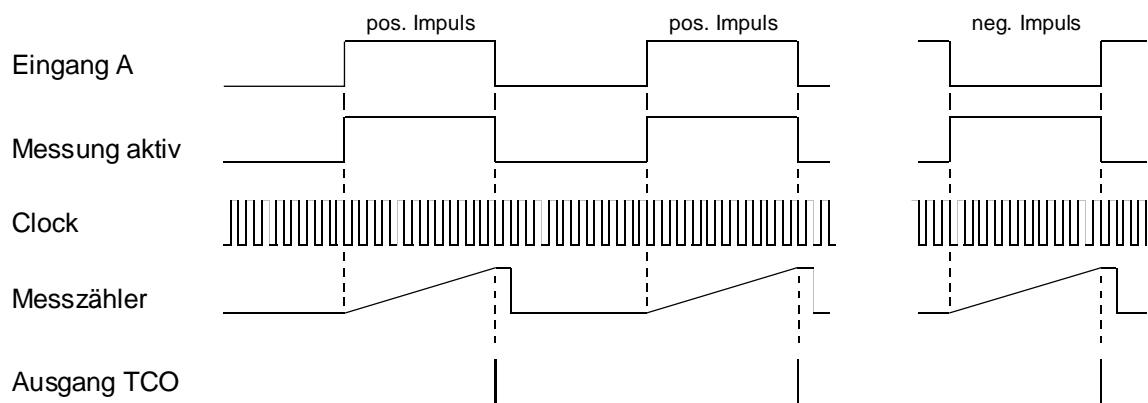 pos. Impuls pos. Impuls neg. Impuls
Eingang A
Messung aktiv
Clock
Messzähler
Ausgang TCO